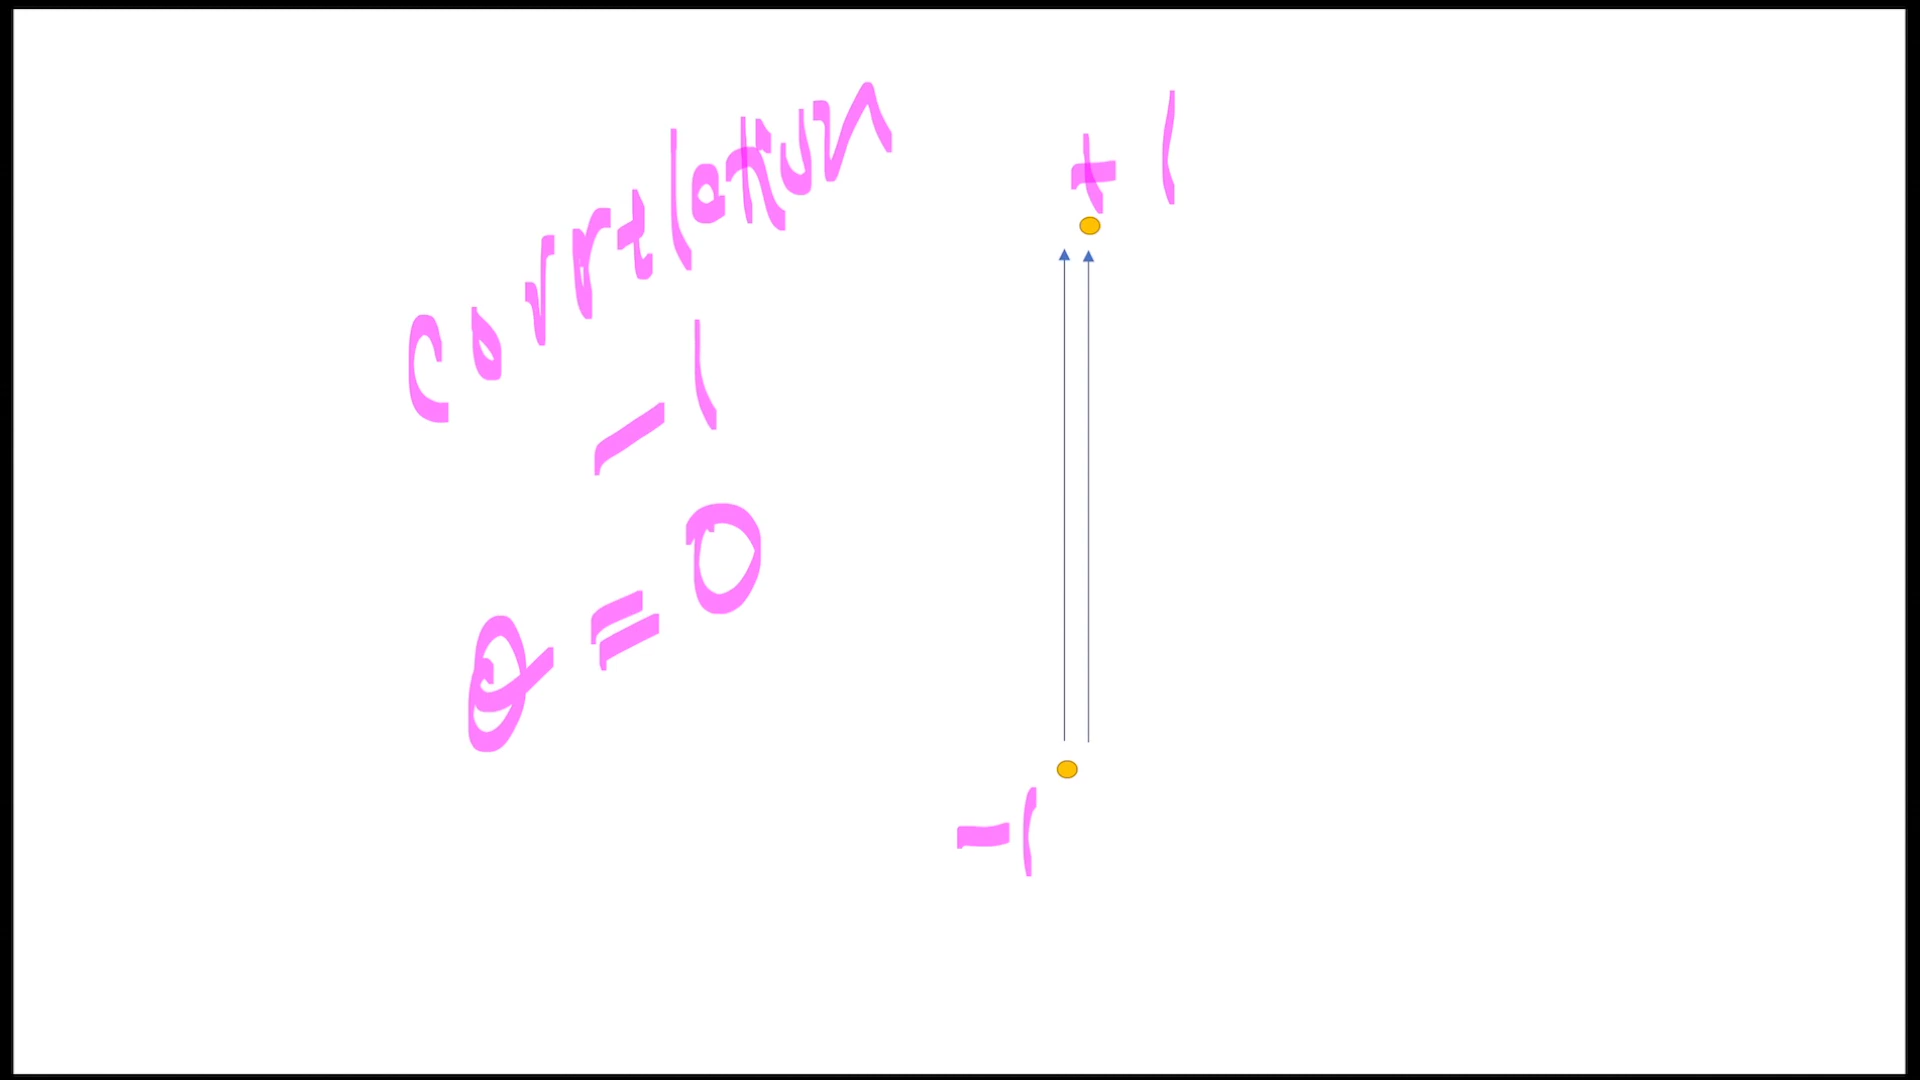 Correlation
-1
θ = 0
+1
-1